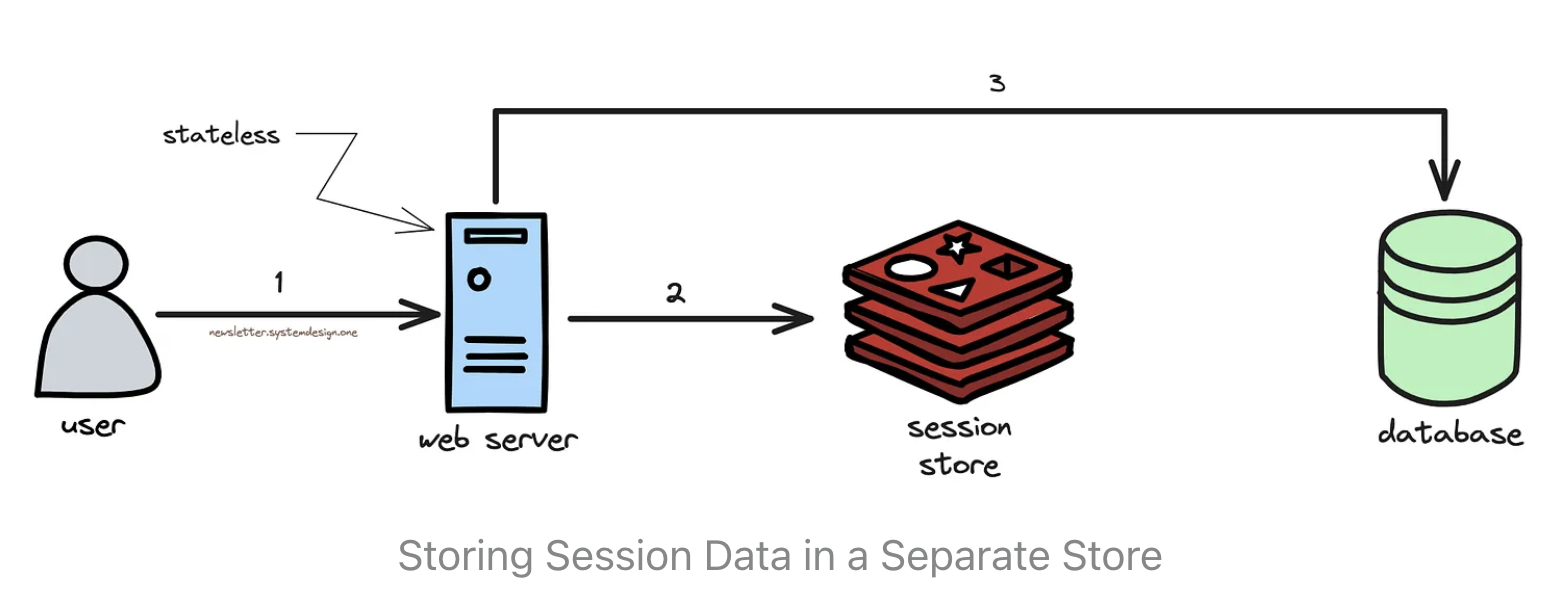 3
stateless
1
2
newsletter.systemdesign.one
user
web server
session
store
database
Storing Session Data in a Separate Store